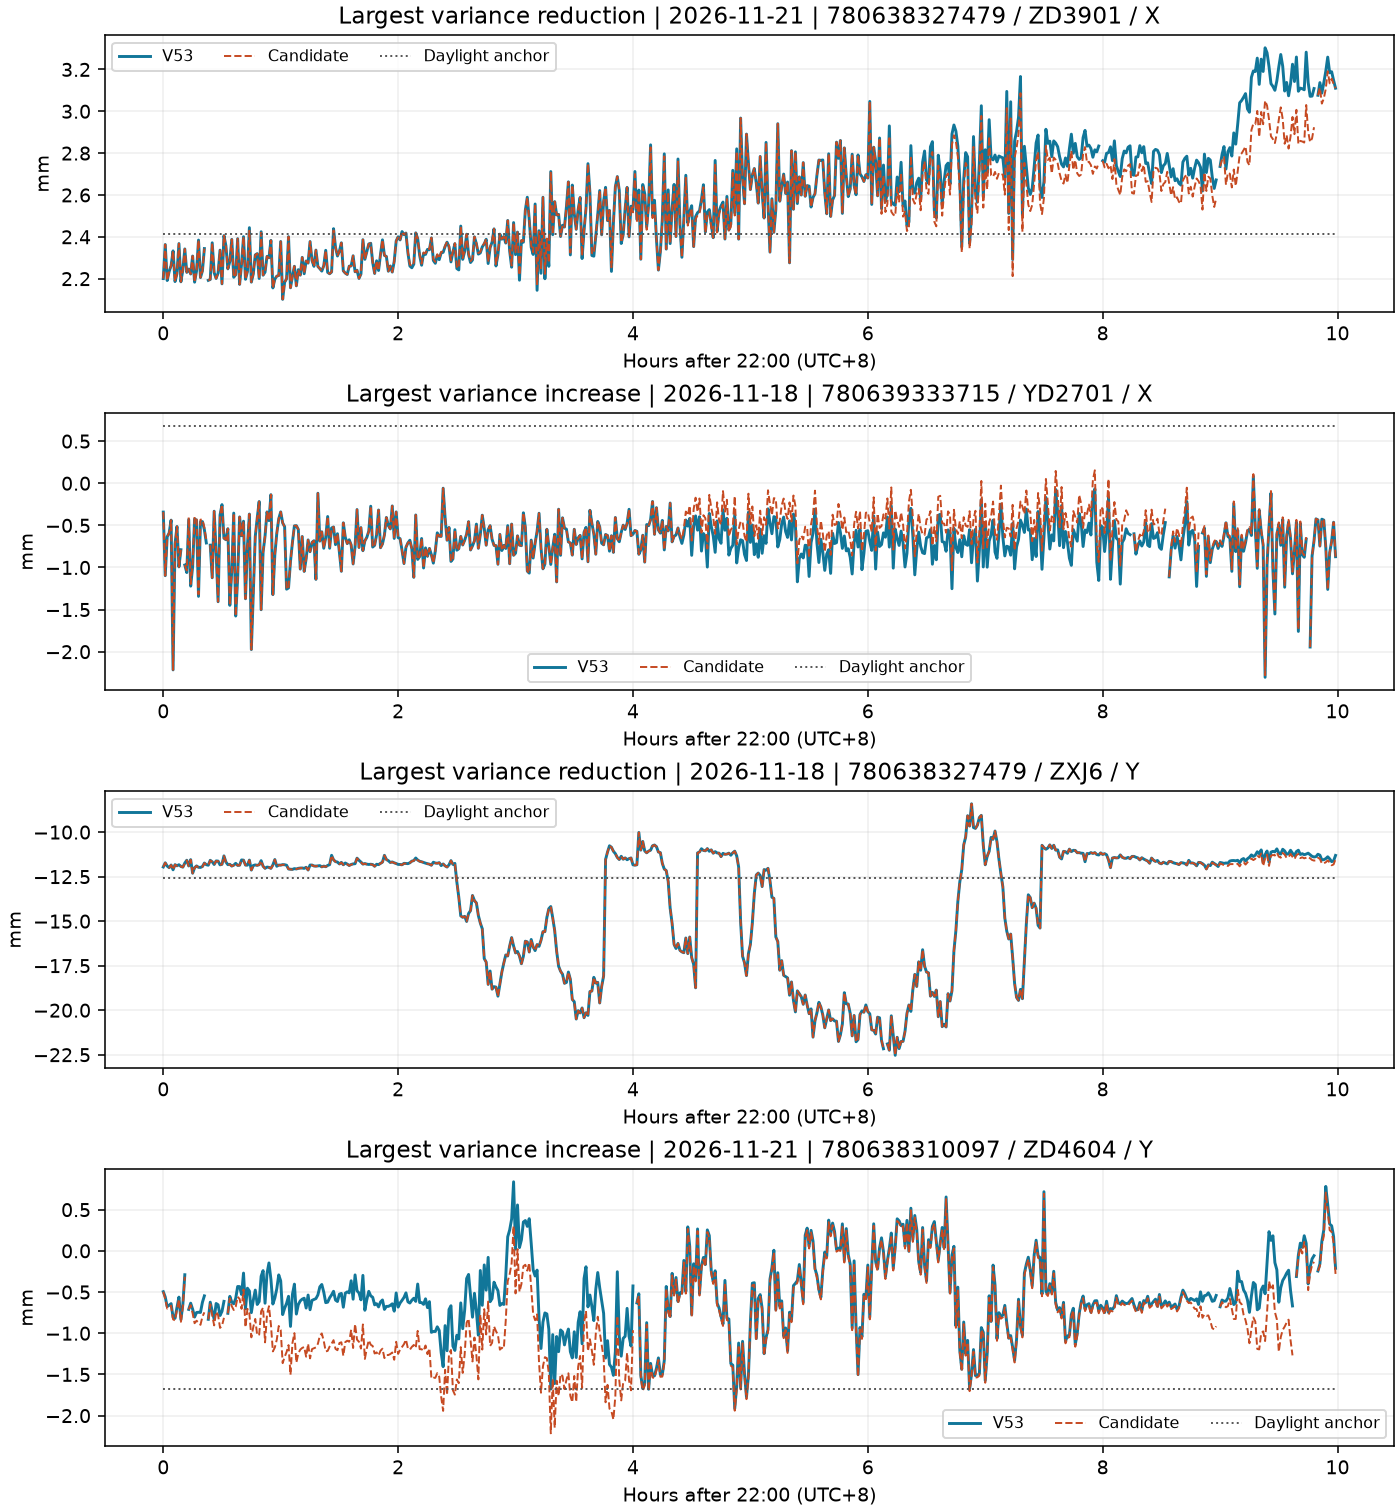 Largest variance reduction | 2026-11-21 | 780638327479 / ZD3901 / X
V53 Candidate Daylight anchor
3.2
3.0
2.8
2.6
2.4
2.2
mm
0 2 4 6 8 10
Hours after 22:00 (UTC+8)
Largest variance increase | 2026-11-18 | 780639333715 / YD2701 / X
0.5
0.0
−0.5
−1.0
−1.5
−2.0
mm
V53 Candidate Daylight anchor
0 2 4 6 8 10
Hours after 22:00 (UTC+8)
Largest variance reduction | 2026-11-18 | 780638327479 / ZXJ6 / Y
V53 Candidate Daylight anchor
−10.0
−12.5
−15.0
−17.5
−20.0
−22.5
mm
0 2 4 6 8 10
Hours after 22:00 (UTC+8)
Largest variance increase | 2026-11-21 | 780638310097 / ZD4604 / Y
0.5
0.0
−0.5
−1.0
−1.5
−2.0
mm
V53 Candidate Daylight anchor
0 2 4 6 8 10
Hours after 22:00 (UTC+8)